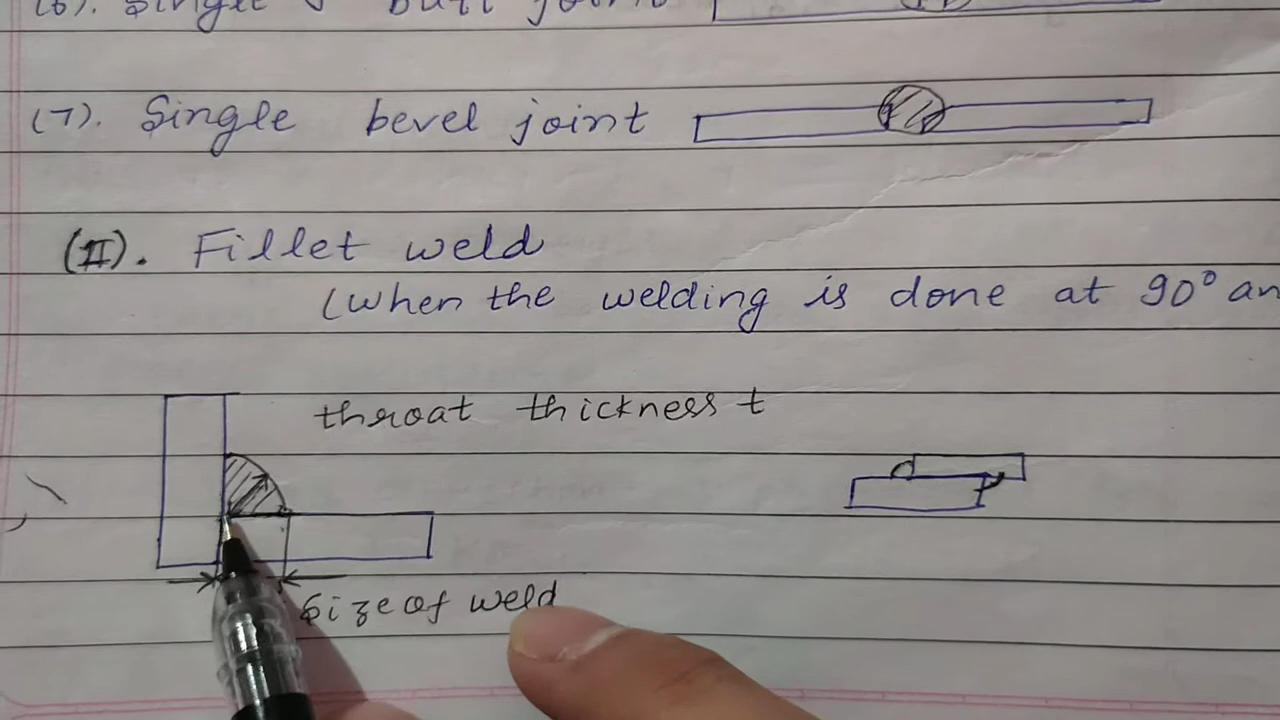 (7). Single bevel joint
(II). Fillet weld
(when the welding is done at 90° an
throat thickness t
size of weld